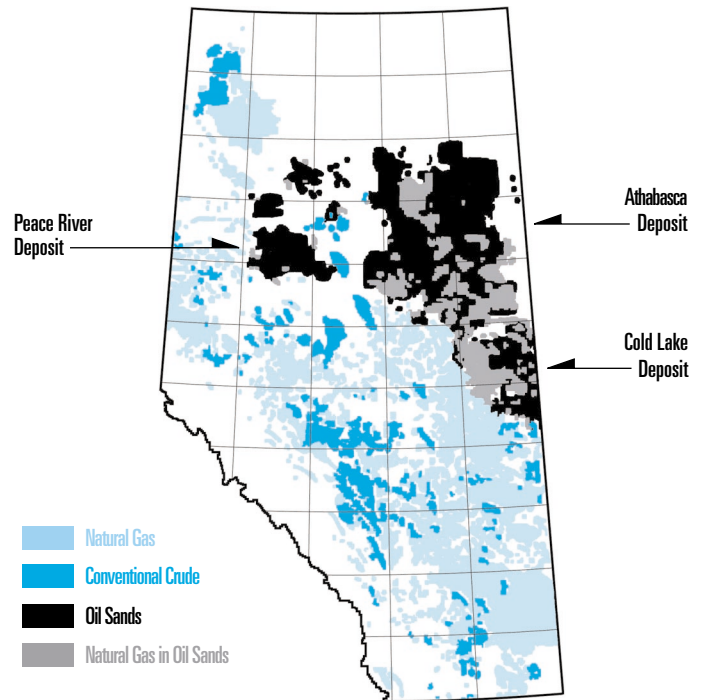 Peace River
Deposit
Athabasca
Deposit
Cold Lake
Deposit
Natural Gas
Conventional Crude
Oil Sands
Natural Gas in Oil Sands